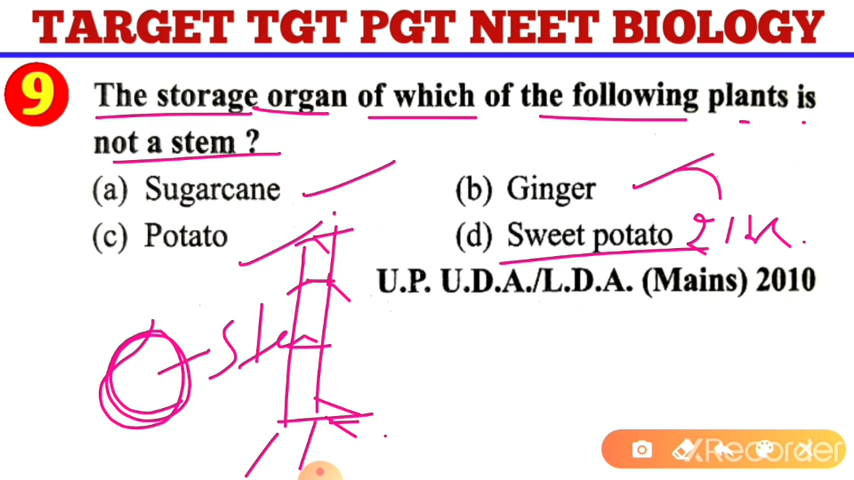 TARGET TGT PGT NEET BIOLOGY
9 The storage organ of which of the following plants is
not a stem ?
(a) Sugarcane (b) Ginger
(c) Potato (d) Sweet potato
U.P. U.D.A./L.D.A. (Mains) 2010
XRecorder